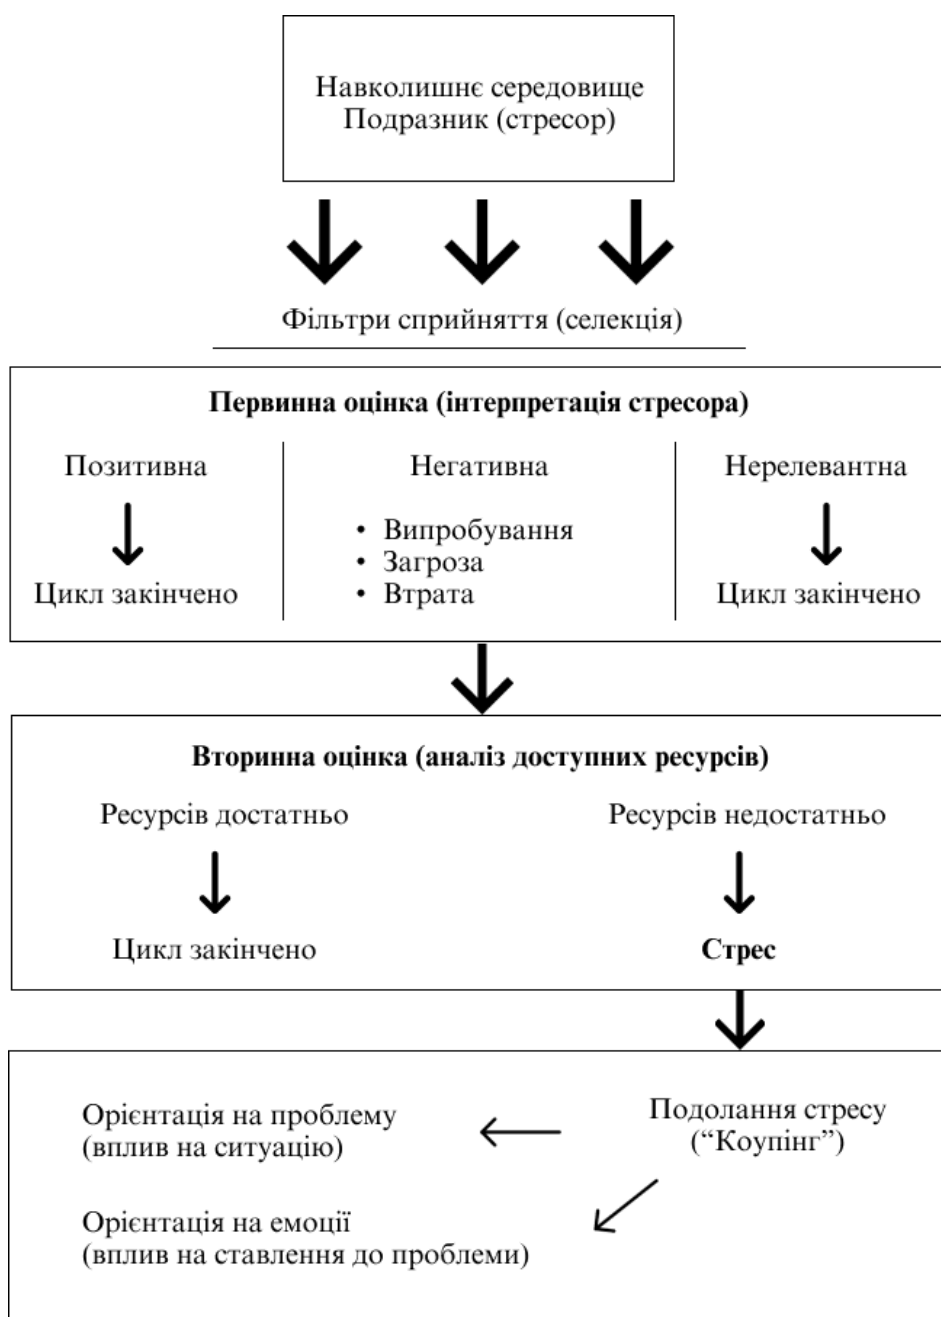 Навколишнє середовище
Подразник (стресор)
Фільтри сприйняття (селекція)
Первинна оцінка (інтерпретація стресора)
Позитивна
Негативна
Нерелевантна
• Випробування
• Загроза
• Втрата
Цикл закінчено
Цикл закінчено
Вторинна оцінка (аналіз доступних ресурсів)
Ресурсів достатньо
Ресурсів недостатньо
Цикл закінчено
Стрес
Орієнтація на проблему
(вплив на ситуацію)
Подолання стресу
(“Коупінг”)
Орієнтація на емоції
(вплив на ставлення до проблеми)